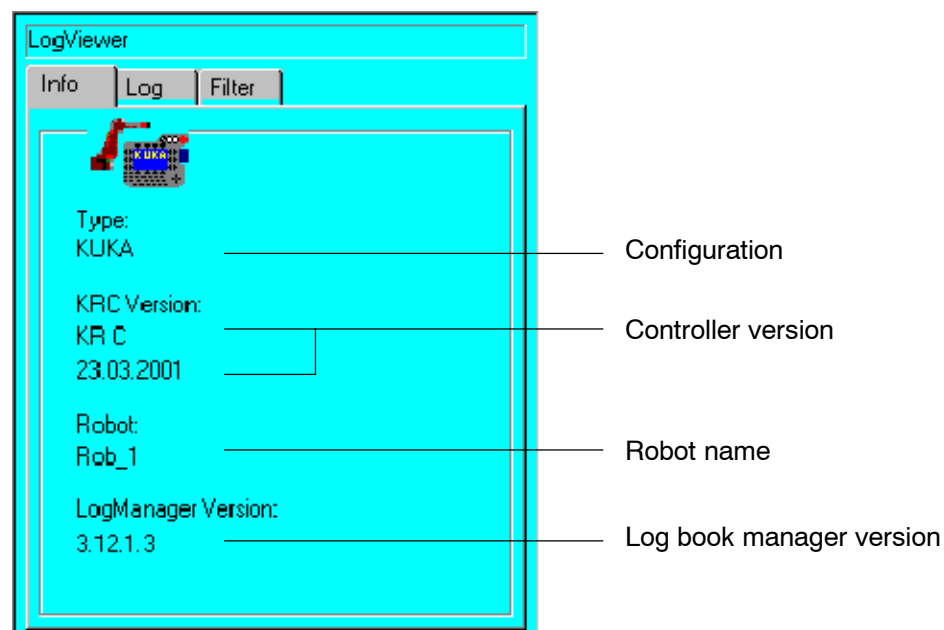 LogViewer
Info Log Filter
KUKA
Type:
KUKA Configuration
KRC Version:
KR C Controller version
23.03.2001
Robot:
Rob_1 Robot name
LogManager Version:
3.12.1.3 Log book manager version